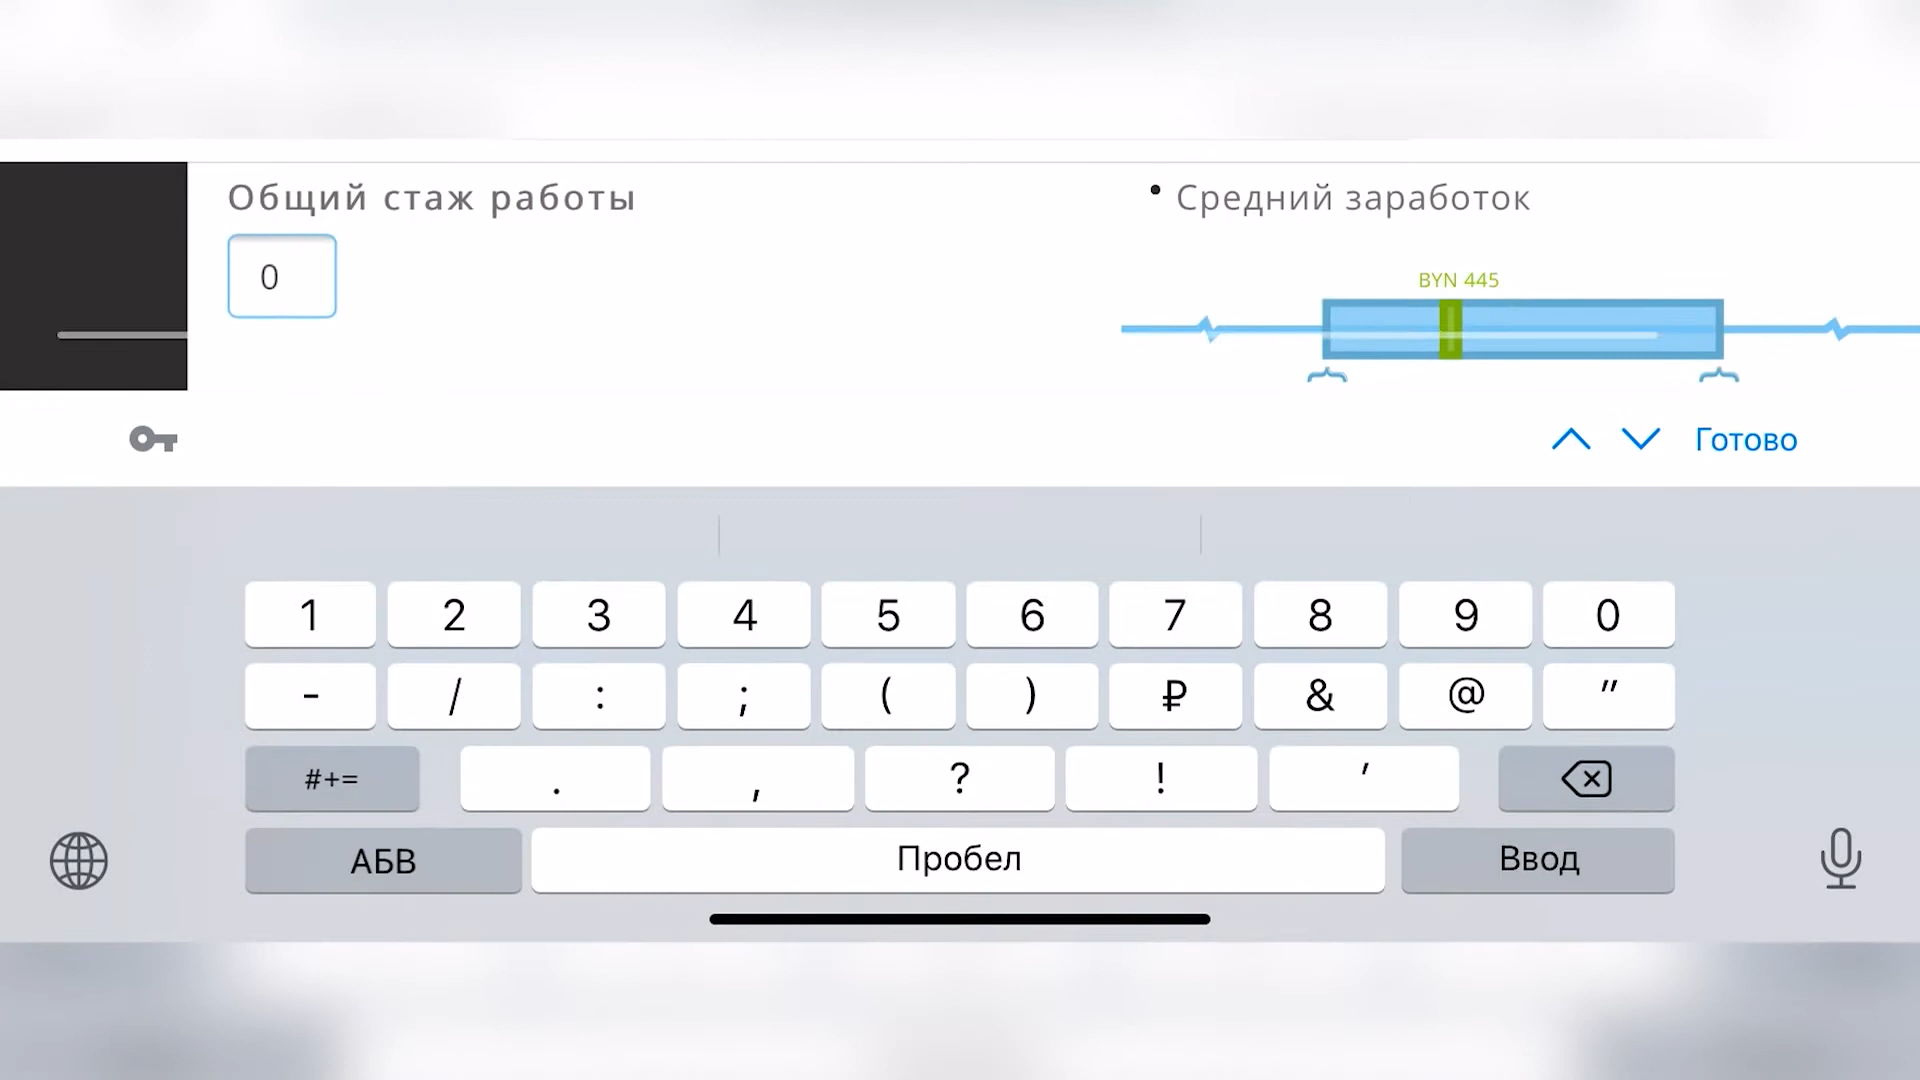 Общий стаж работы
• Средний заработок
0
BYN 445
Готово
1 2 3 4 5 6 7 8 9 0
- / : ; ( ) ₽ & @ "
#+= . , ? ! '
АБВ Пробел Ввод